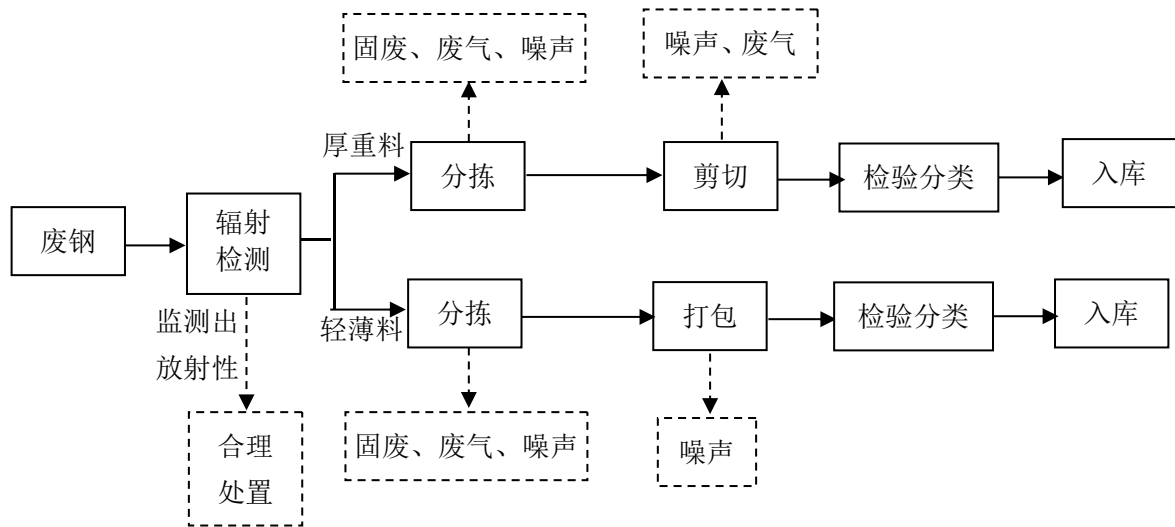 固废、废气、噪声
噪声、废气
厚重料
分拣
剪切
检验分类
入库
废钢
辐射
检测
轻薄料
分拣
打包
检验分类
入库
监测出
放射性
合理
处置
固废、废气、噪声
噪声